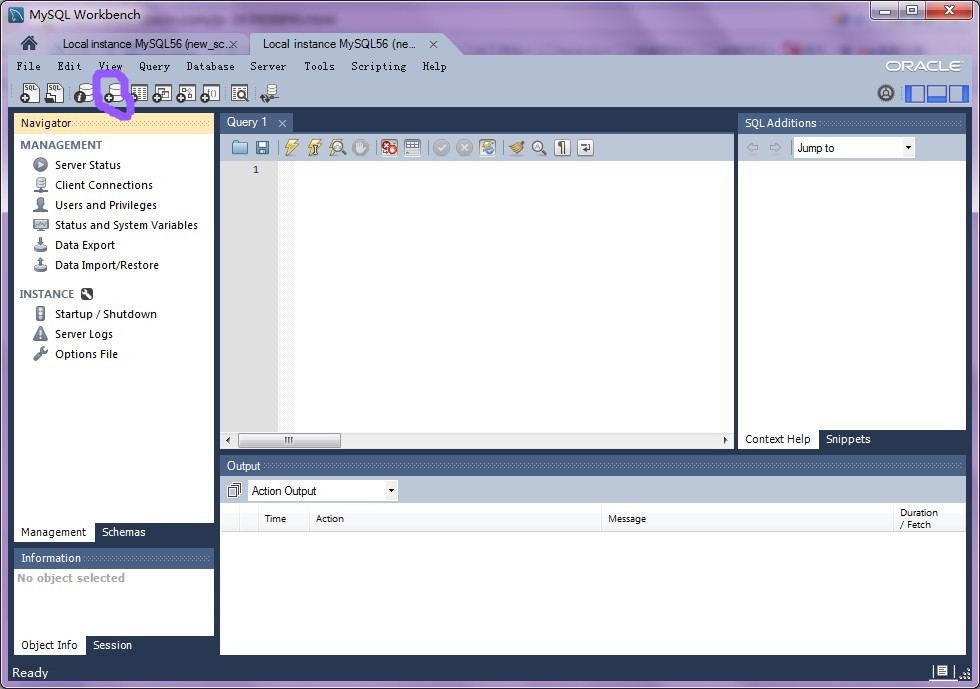 MySQL Workbench
Local instance MySQL56 (new_sc...
Local instance MySQL56 (ne...
File Edit View Query Database Server Tools Scripting Help
ORACLE
SQL SQL
Navigator
MANAGEMENT
Server Status
Client Connections
Users and Privileges
Status and System Variables
Data Export
Data Import/Restore
INSTANCE
Startup / Shutdown
Server Logs
Options File
Management Schemas
Information
No object selected
Object Info Session
Query 1
1
SQL Additions
Jump to
Context Help Snippets
Output
Action Output
Time Action Message Duration / Fetch
Ready